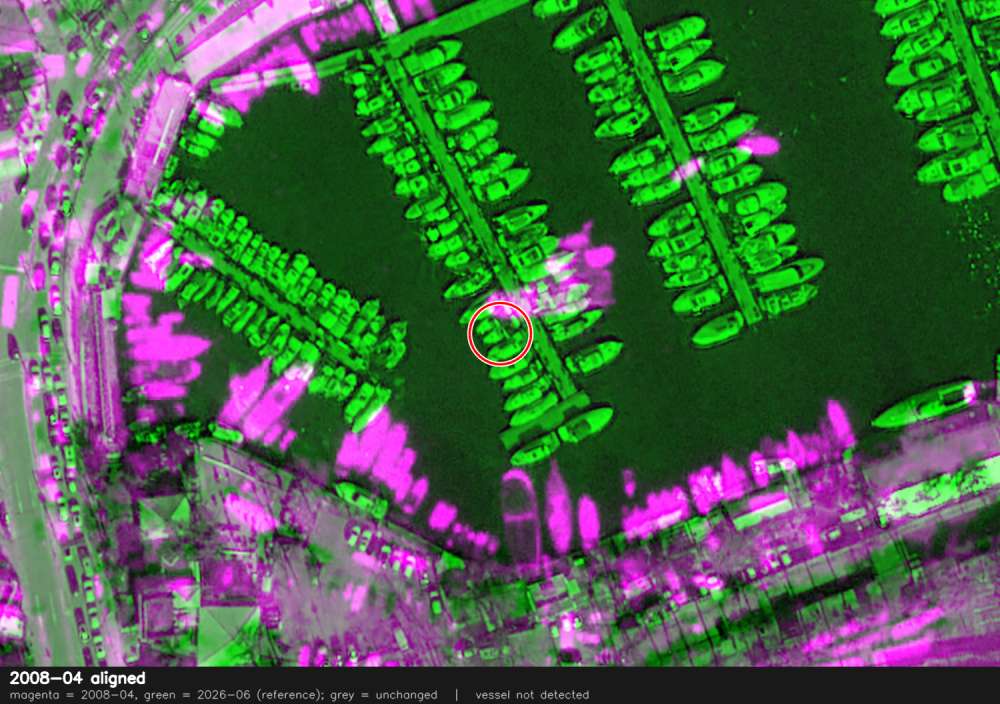 2008-04 aligned
magenta = 2008-04, green = 2026-06 (reference); grey = unchanged | vessel not detected